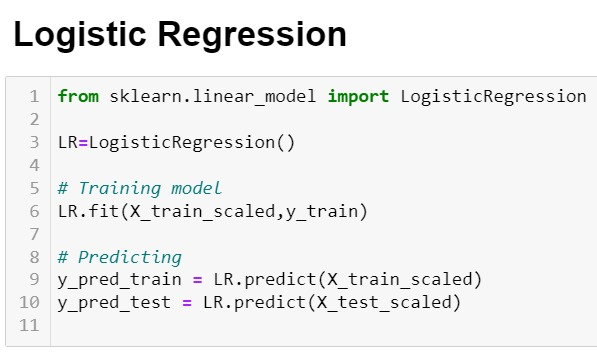 Logistic Regression
1 from sklearn.linear_model import LogisticRegression
2
3 LR=LogisticRegression()
4
5 # Training model
6 LR.fit(X_train_scaled,y_train)
7
8 # Predicting
9 y_pred_train = LR.predict(X_train_scaled)
10 y_pred_test = LR.predict(X_test_scaled)
11